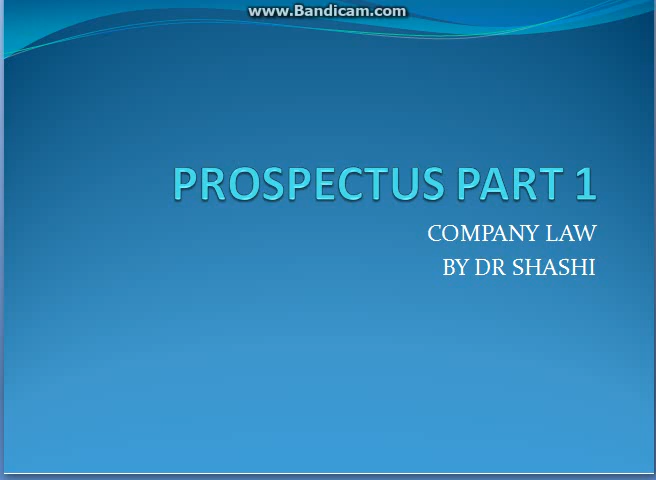 www.Bandicam.com
PROSPECTUS PART 1
COMPANY LAW
BY DR SHASHI